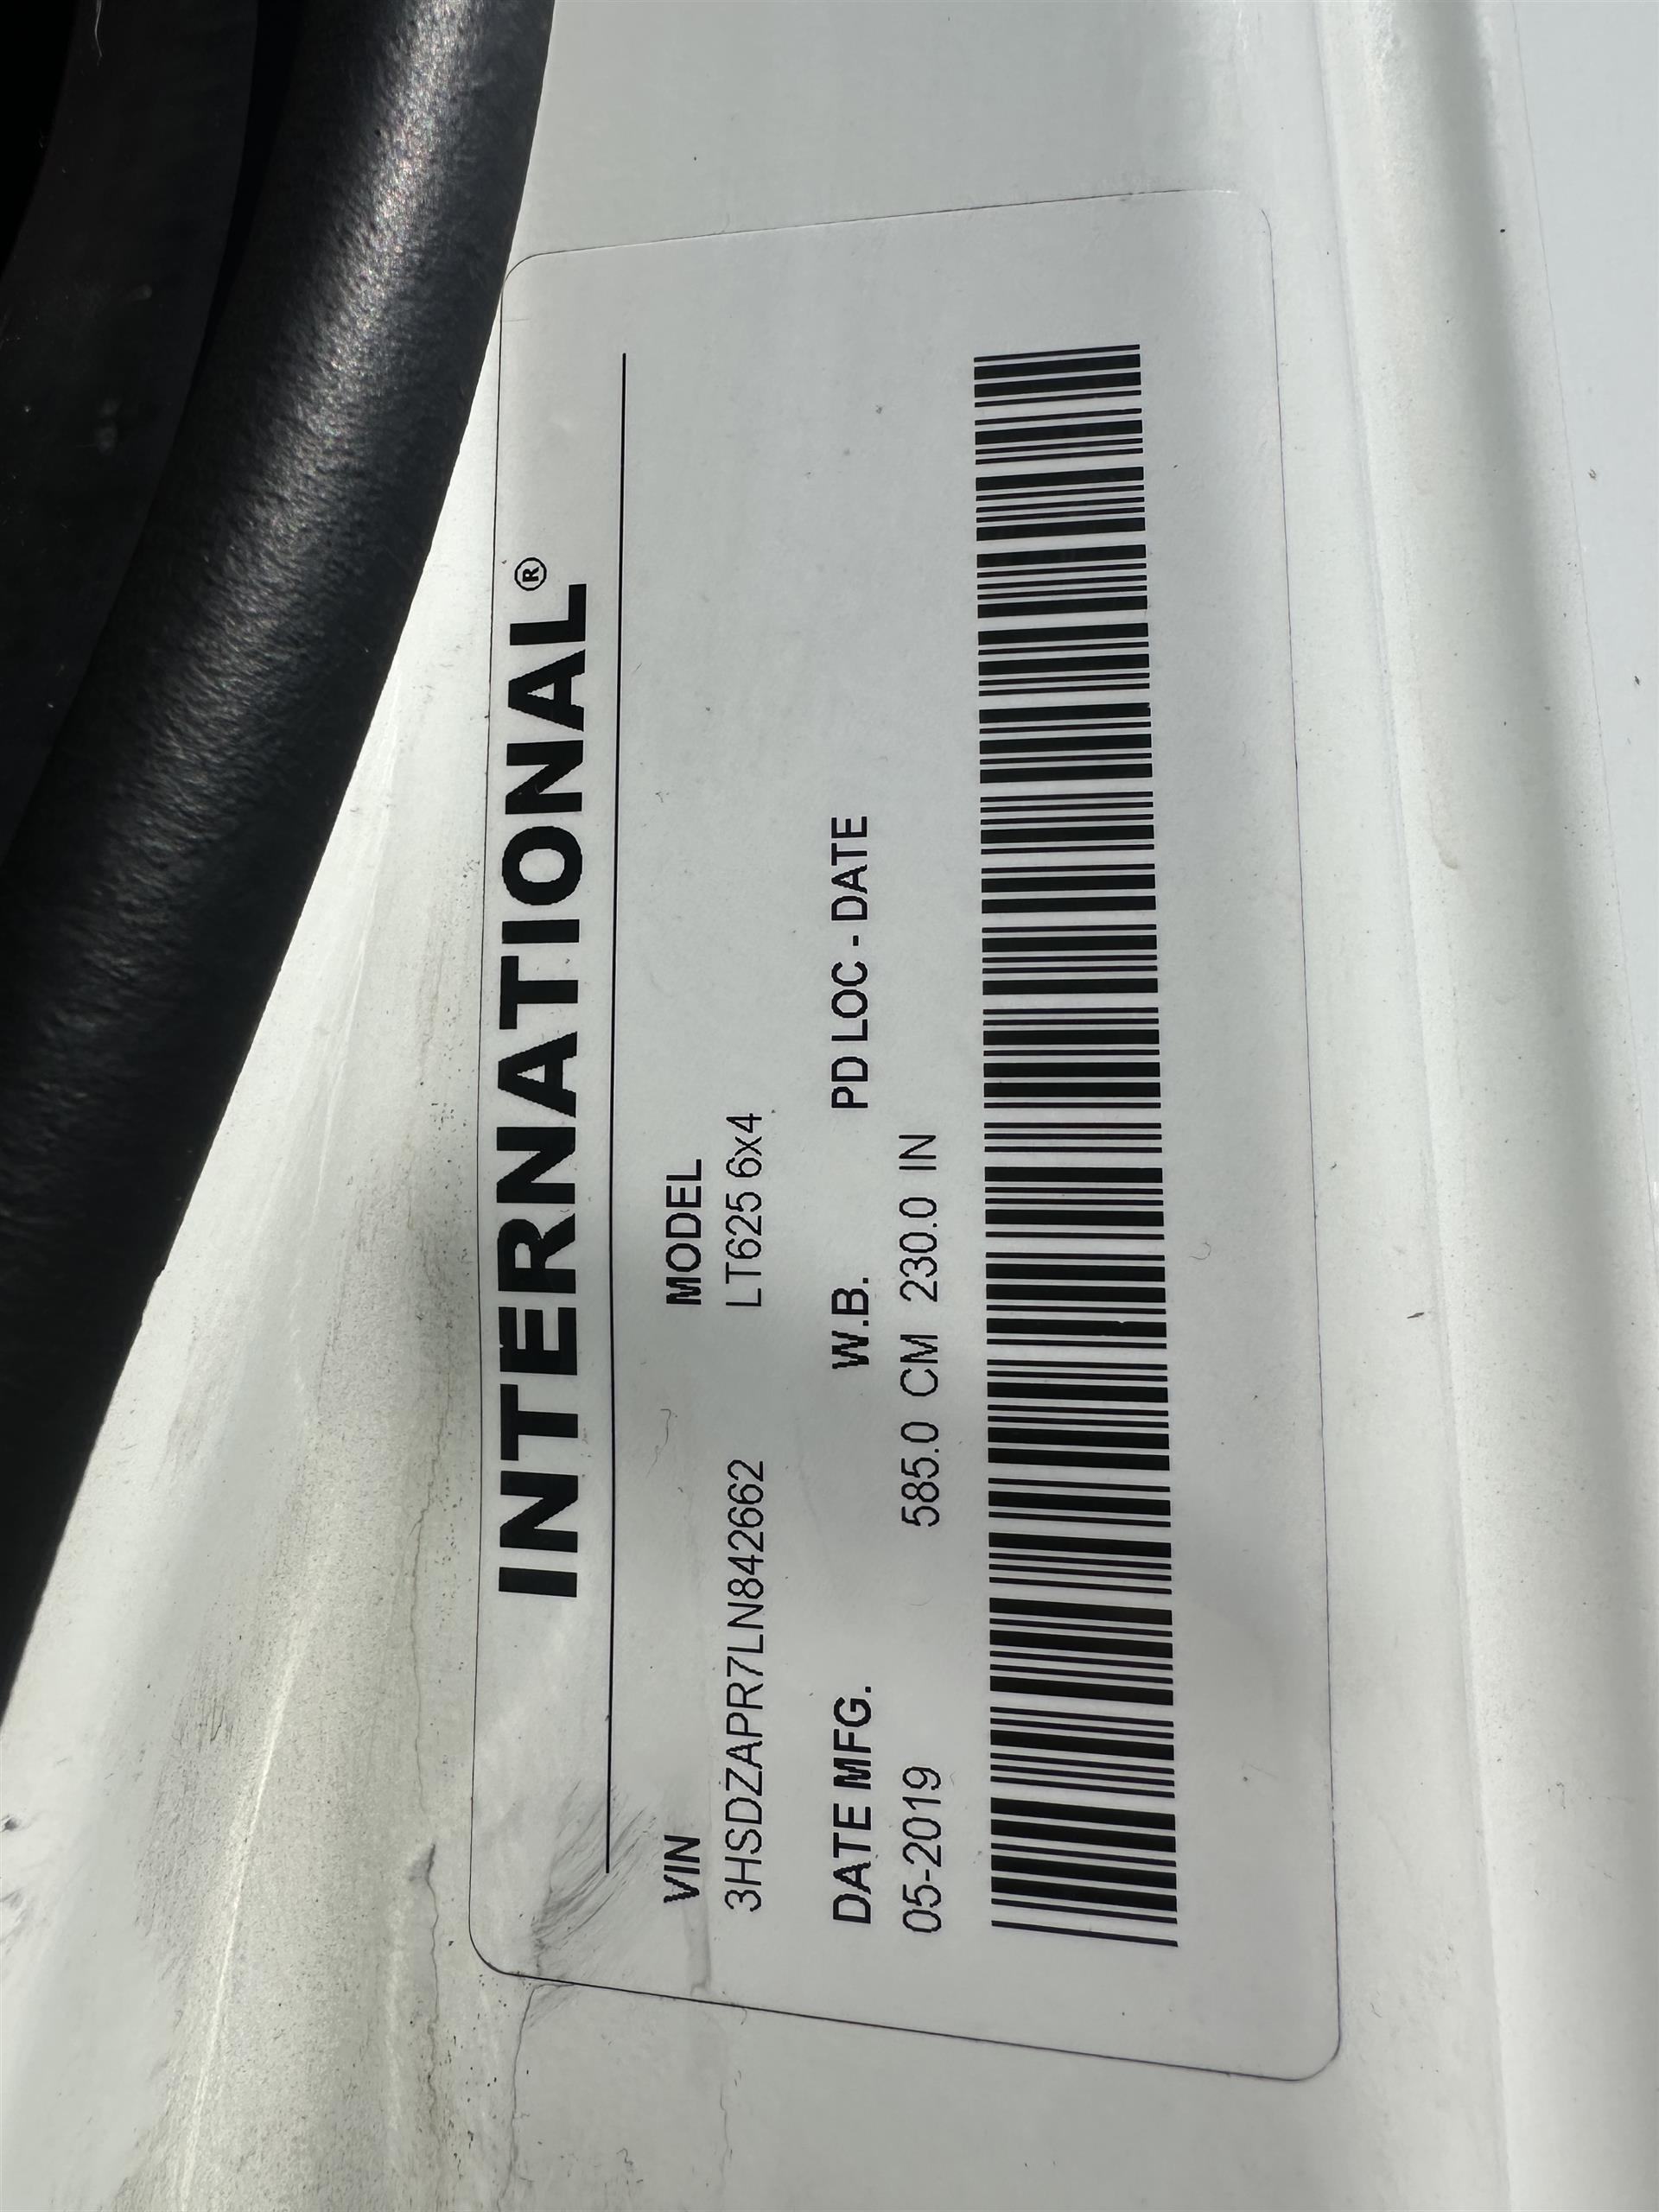 INTERNATIONAL®
VIN MODEL
3HSDZAPR7LN842662 LT625 6x4
DATE MFG. W.B. PD LOC - DATE
05-2019 585.0 CM 230.0 IN